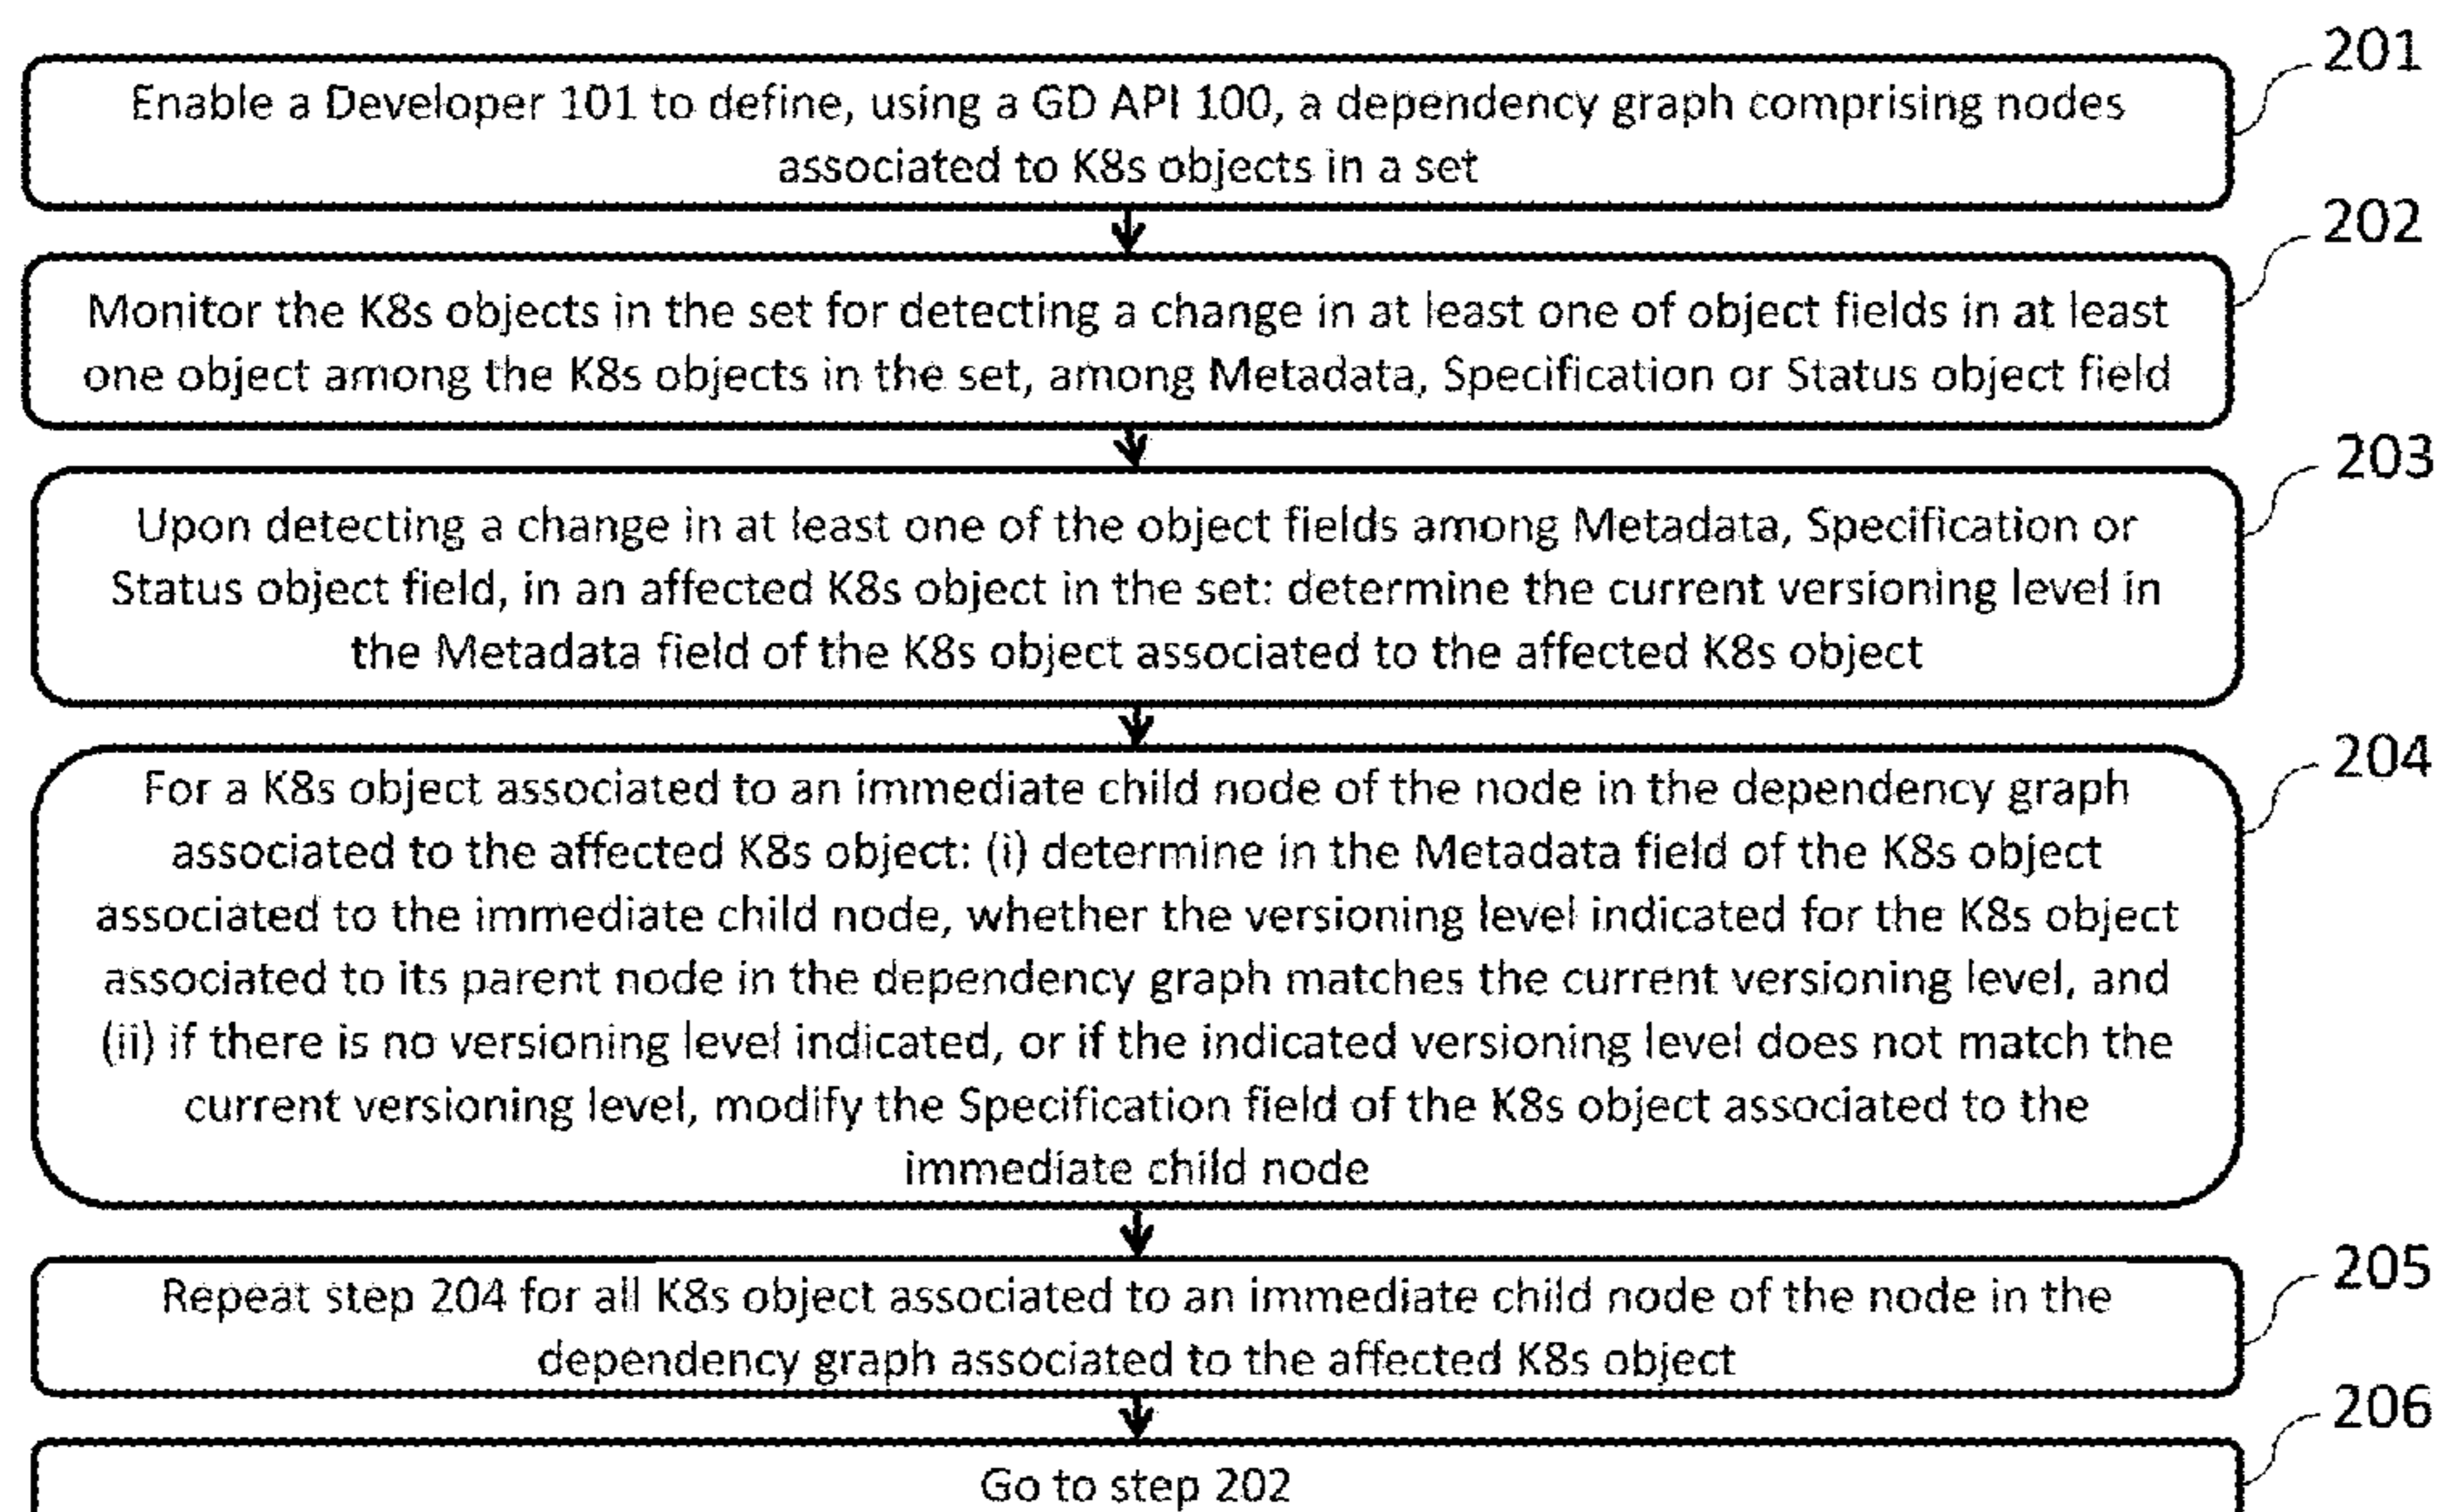 201
Enable a Developer 101 to define, using a GD API 100, a dependency graph comprising nodes
associated to K8s objects in a set
202
Monitor the K8s objects in the set for detecting a change in at least one of object fields in at least
one object among the K8s objects in the set, among Metadata, Specification or Status object field
203
Upon detecting a change in at least one of the object fields among Metadata, Specification or
Status object field, in an affected K8s object in the set: determine the current versioning level in
the Metadata field of the K8s object associated to the affected K8s object
204
For a K8s object associated to an immediate child node of the node in the dependency graph
associated to the affected K8s object: (i) determine in the Metadata field of the K8s object
associated to the immediate child node, whether the versioning level indicated for the K8s object
associated to its parent node in the dependency graph matches the current versioning level, and
(ii) if there is no versioning level indicated, or if the indicated versioning level does not match the
current versioning level, modify the Specification field of the K8s object associated to the
immediate child node
205
Repeat step 204 for all K8s object associated to an immediate child node of the node in the
dependency graph associated to the affected K8s object
206
Go to step 202